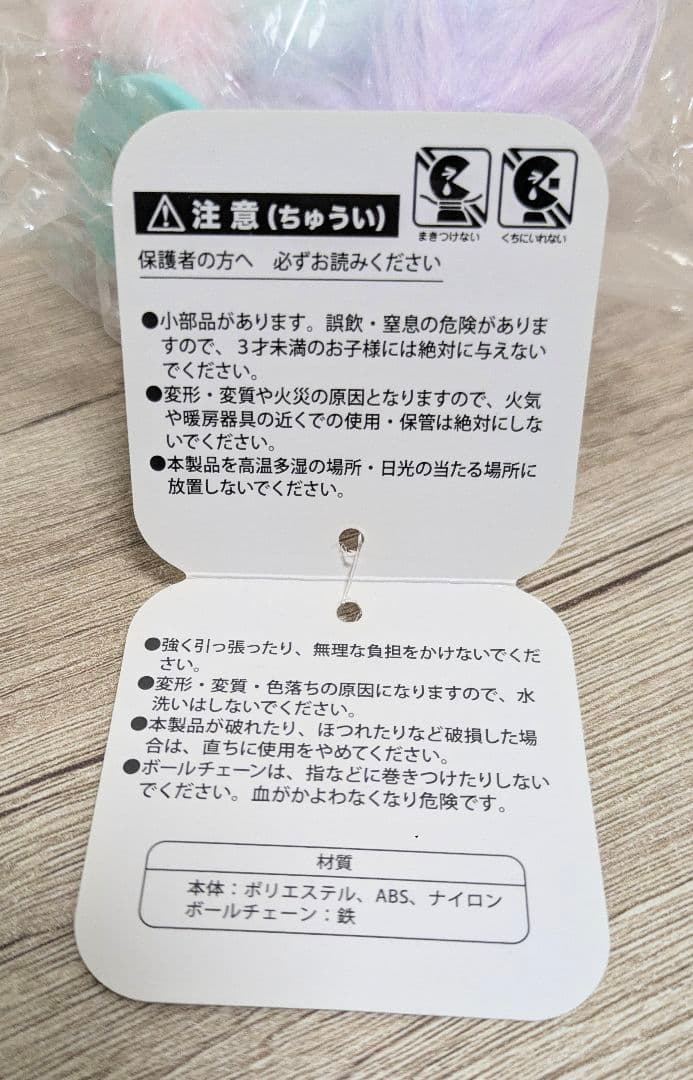 注意(ちゅうい)
まきつけない
くちにいれない
保護者の方へ　必ずお読みください
●小部品があります。誤飲・窒息の危険がありま
すので、３才未満のお子様には絶対に与えない
でください。
●変形・変質や火災の原因となりますので、火気
や暖房器具の近くでの使用・保管は絶対にしな
いでください。
●本製品を高温多湿の場所・日光の当たる場所に
放置しないでください。
●強く引っ張ったり、無理な負担をかけないでくだ
さい。
●変形・変質・色落ちの原因になりますので、水
洗いはしないでください。
●本製品が破れたり、ほつれたりなど破損した場
合は、直ちに使用をやめてください。
●ボールチェーンは、指などに巻きつけたりしない
でください。血がかよわなくなり危険です。
材質
本体：ポリエステル、ABS、ナイロン
ボールチェーン：鉄